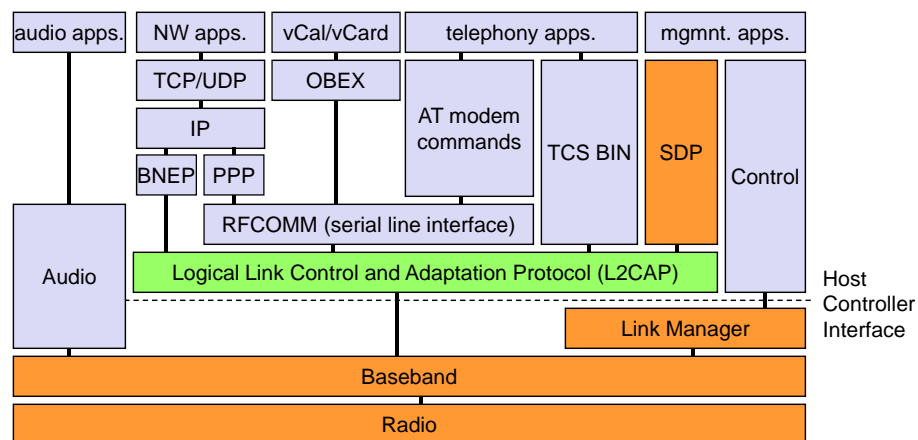 audio apps.
NW apps.
vCal/vCard
telephony apps.
mgmnt. apps.
TCP/UDP
OBEX
AT modem
commands
TCS BIN
SDP
Control
IP
BNEP
PPP
RFCOMM (serial line interface)
Audio
Logical Link Control and Adaptation Protocol (L2CAP)
Host
Controller
Interface
Link Manager
Baseband
Radio